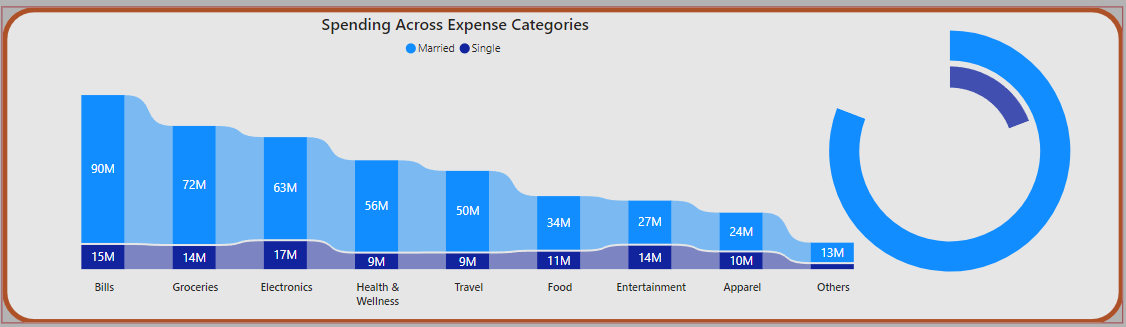 Spending Across Expense Categories
Married Single
90M 72M 63M 56M 50M 34M 27M 24M 13M
15M 14M 17M 9M 9M 11M 14M 10M
Bills Groceries Electronics Health & Travel Food Entertainment Apparel Others
Wellness